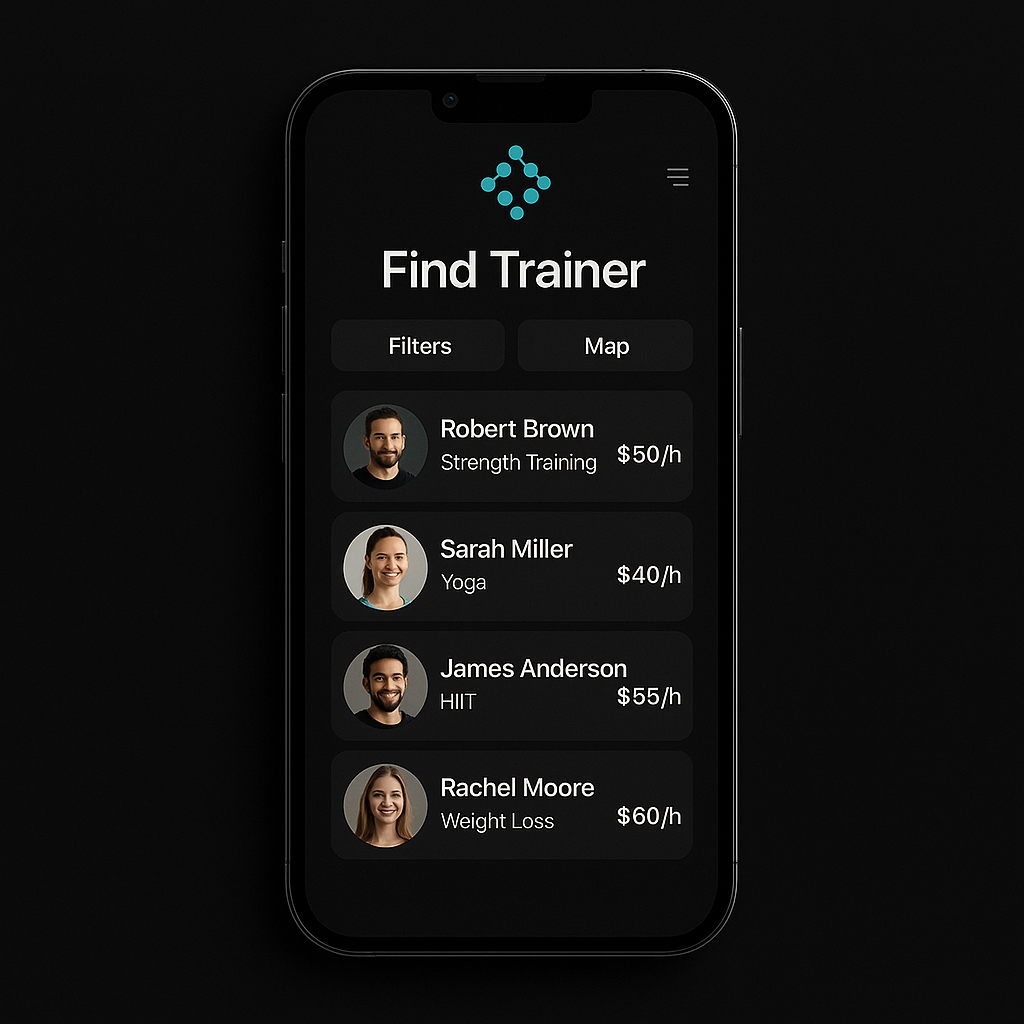 Find Trainer
Filters
Map
Robert Brown
Strength Training
$50/h
Sarah Miller
Yoga
$40/h
James Anderson
HIIT
$55/h
Rachel Moore
Weight Loss
$60/h